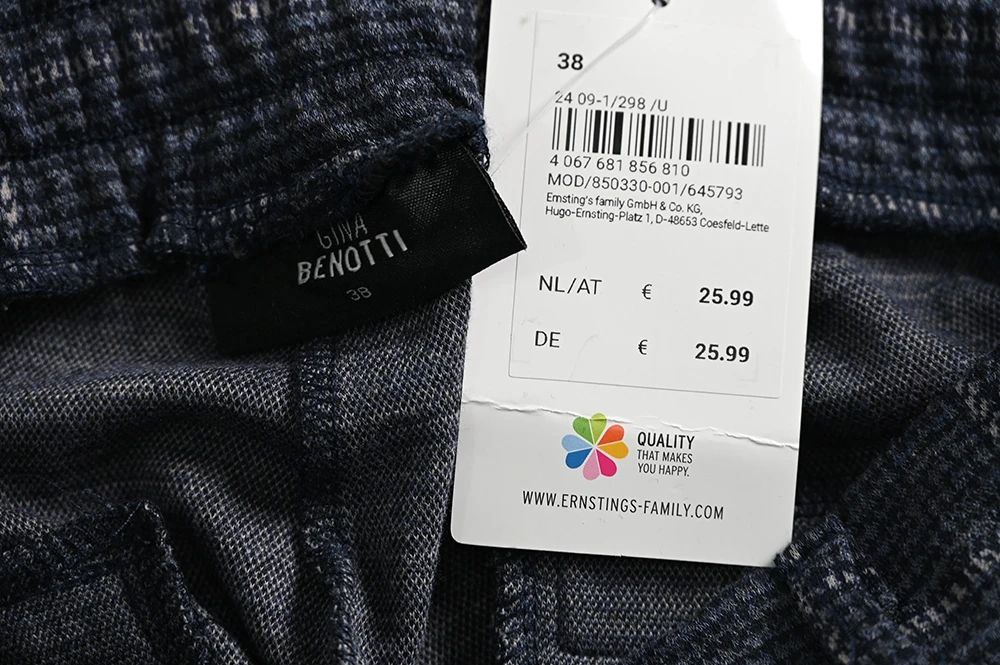 38
24 09-1/298 /U
4 067 681 856 810
MOD/850330-001/645793
Ernsting's family GmbH & Co. KG,
Hugo-Ernsting-Platz 1, D-48653 Coesfeld-Lette
NL/AT € 25.99
DE € 25.99
QUALITY
THAT MAKES
YOU HAPPY.
WWW.ERNSTINGS-FAMILY.COM
GINA
BENOTTI
38